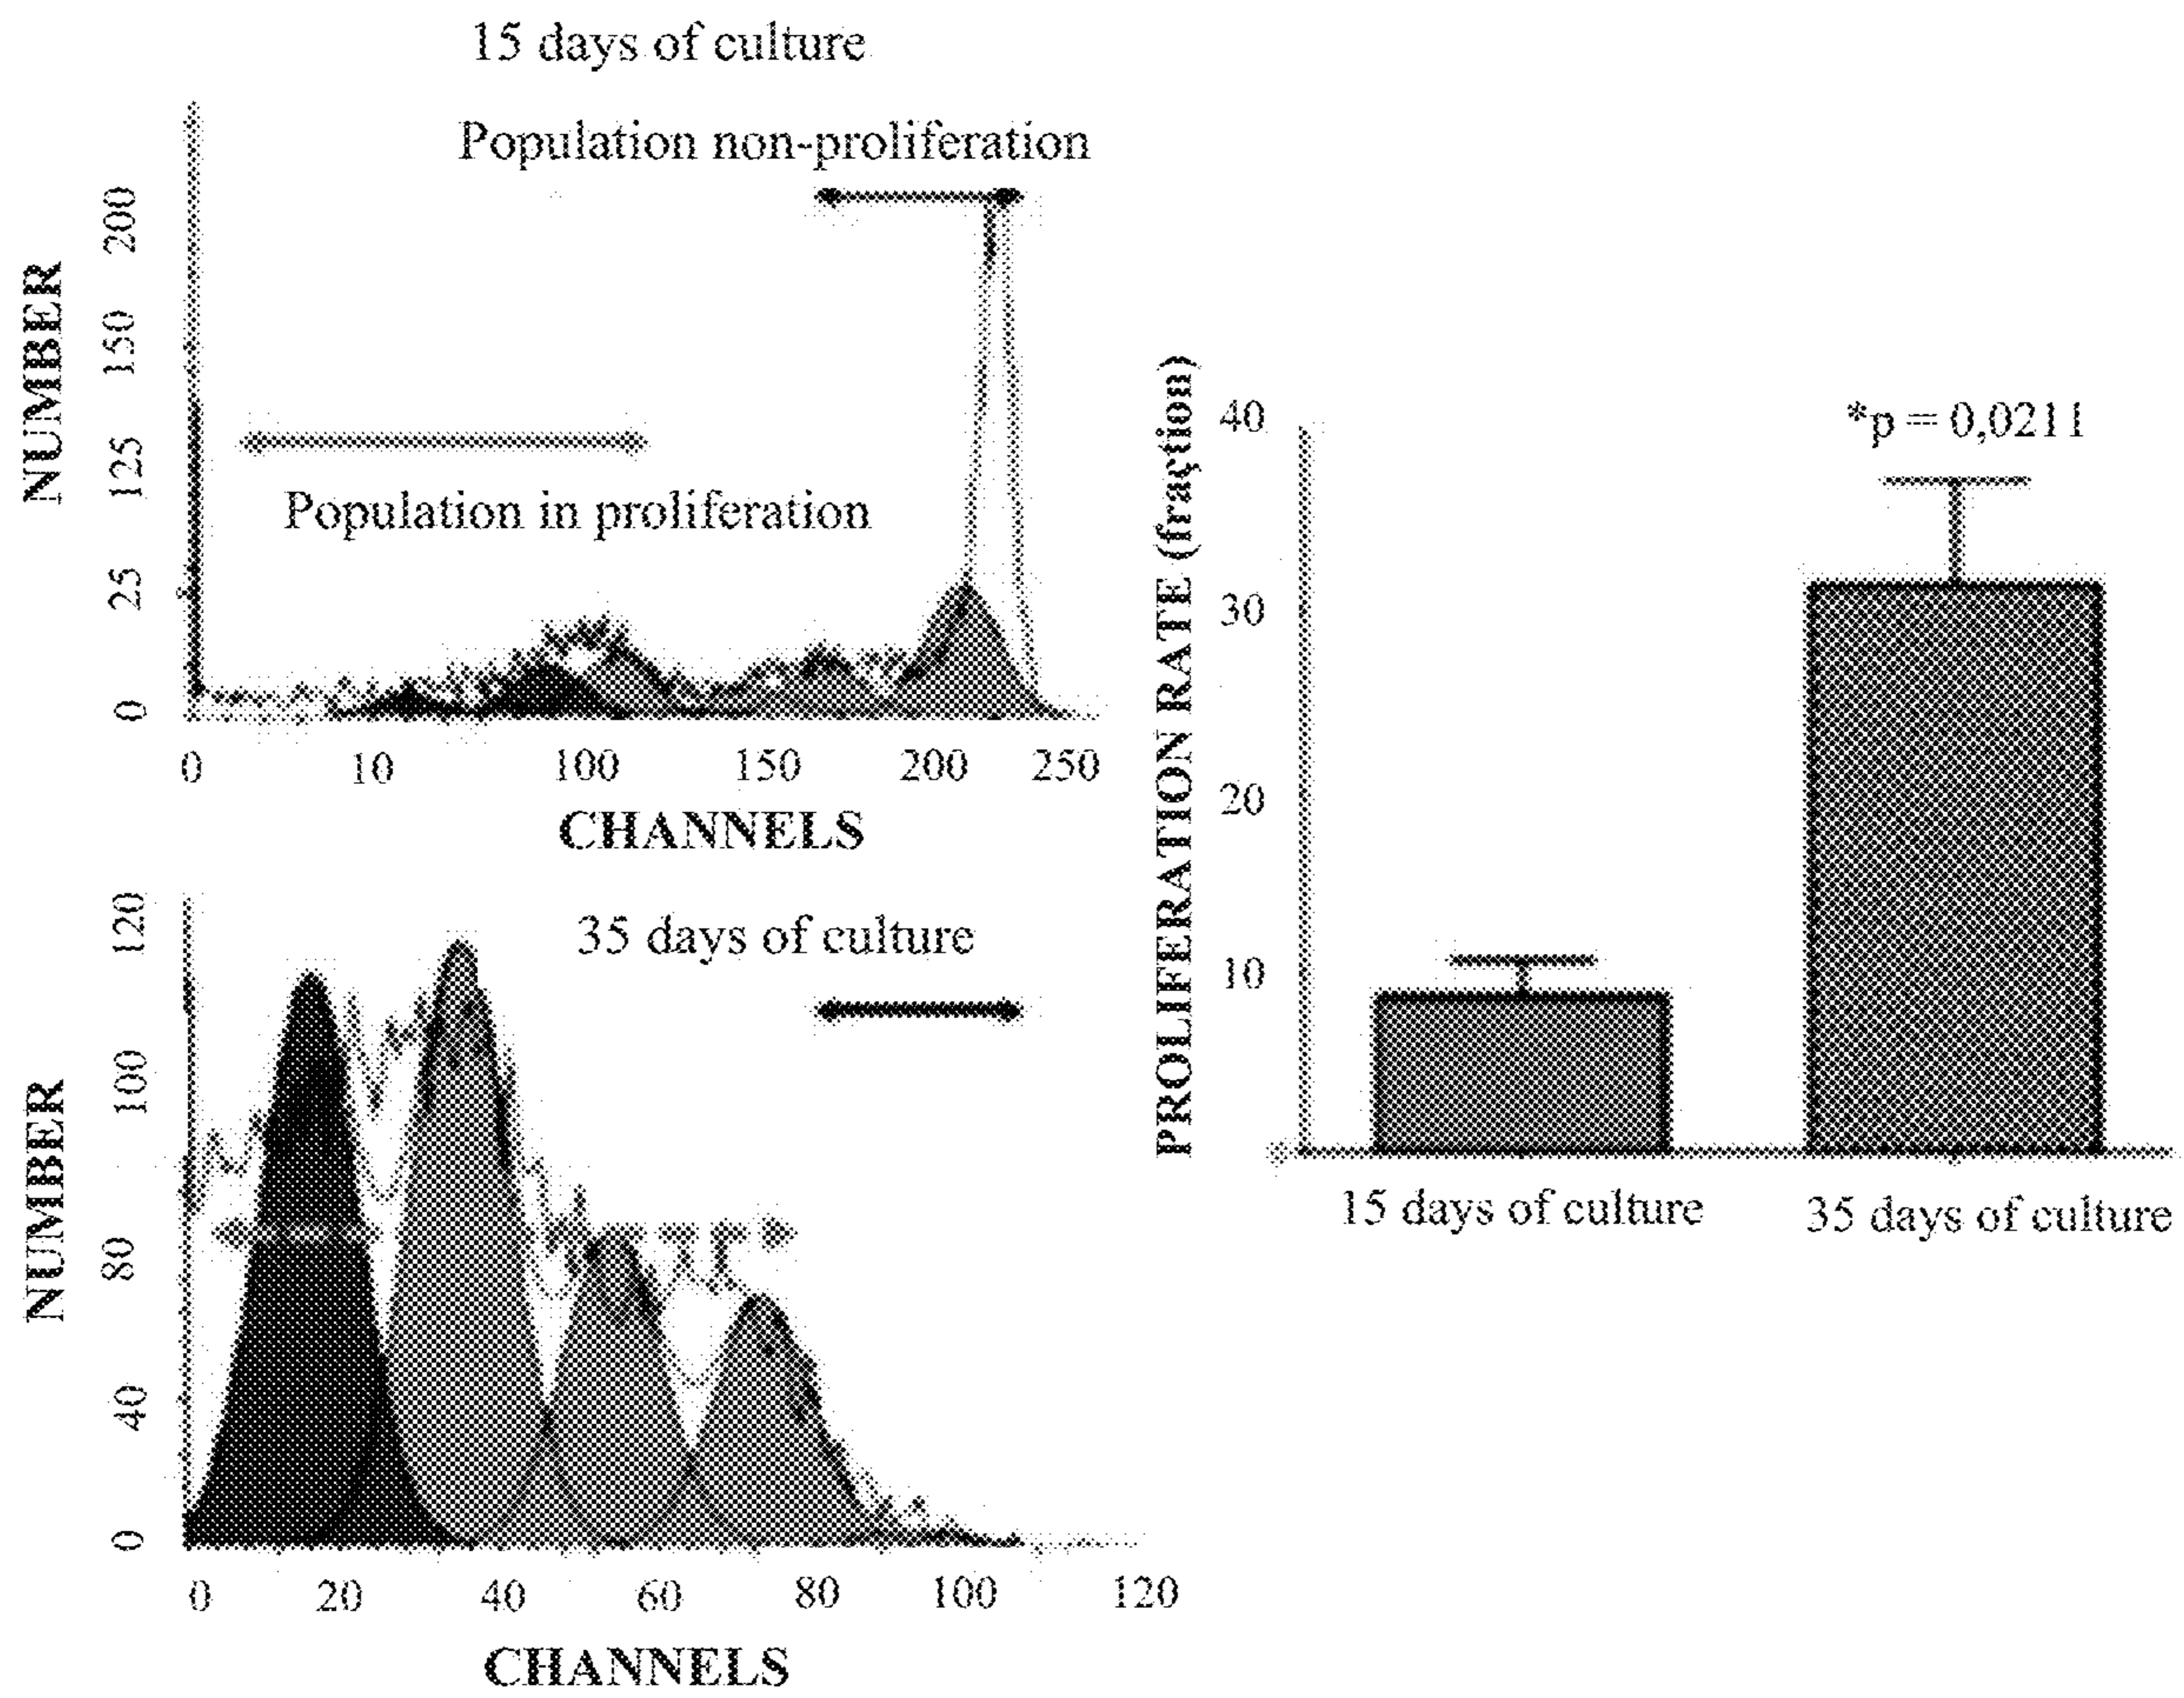 15 days of culture
Population non-proliferation
NUMBER
200
150
125
25
0
Population in proliferation
0 10 100 150 200 250
CHANNELS
35 days of culture
NUMBER
120
100
80
40
0
0 20 40 60 80 100 120
CHANNELS
PROLIFERATION RATE (fraction)
40
30
20
10
*p = 0,0211
15 days of culture 35 days of culture